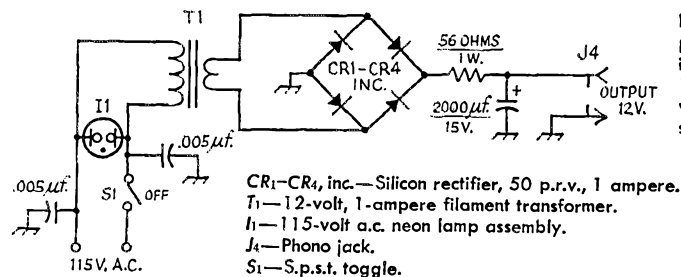 T1
CR1-CR4
INC.
56 OHMS
1 W.
J4
I1
+
OUTPUT
12V.
2000µf.
15V.
.005µf.
.005µf.
S1
OFF
115V. A.C.
CR1-CR4, inc.—Silicon rectifier, 50 p.r.v., 1 ampere.
T1—12-volt, 1-ampere filament transformer.
I1—115-volt a.c. neon lamp assembly.
J4—Phono jack.
S1—S.p.s.t. toggle.